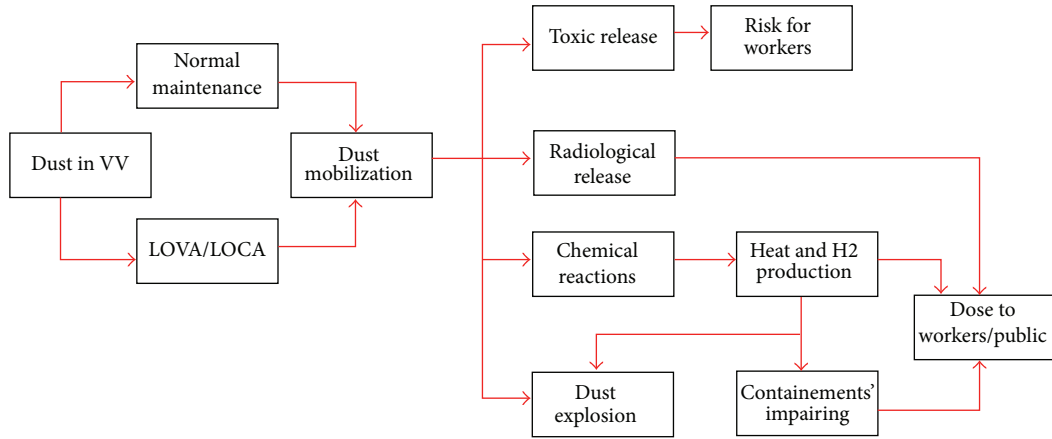 Dust in VV
Normal
maintenance
LOVA/LOCA
Dust
mobilization
Toxic release
Risk for
workers
Radiological
release
Chemical
reactions
Heat and H2
production
Dust
explosion
Containements'
impairing
Dose to
workers/public